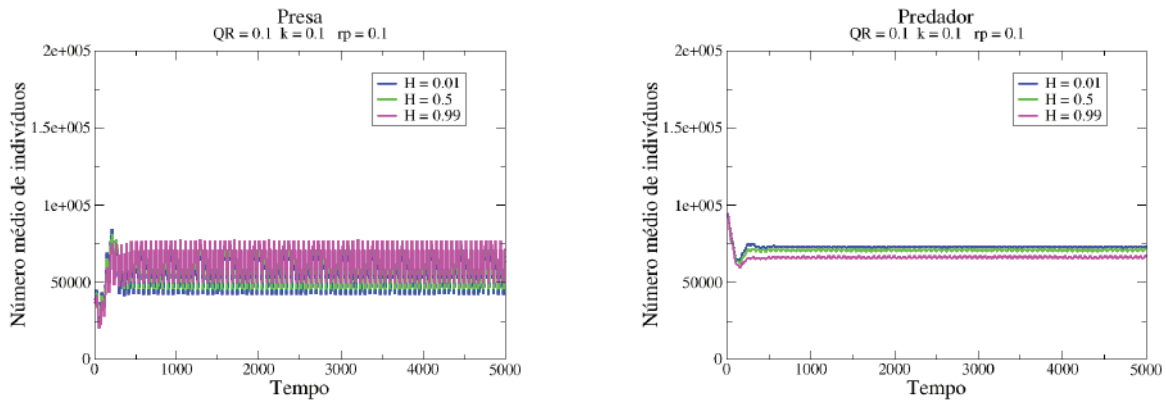 Presa
QR = 0.1 k = 0.1 rp = 0.1
2e+005
1.5e+005
1e+005
50000
0
Número médio de indivíduos
H = 0.01
H = 0.5
H = 0.99
0 1000 2000 3000 4000 5000
Tempo
Predador
QR = 0.1 k = 0.1 rp = 0.1
2e+005
1.5e+005
1e+005
50000
0
Número médio de indivíduos
H = 0.01
H = 0.5
H = 0.99
0 1000 2000 3000 4000 5000
Tempo